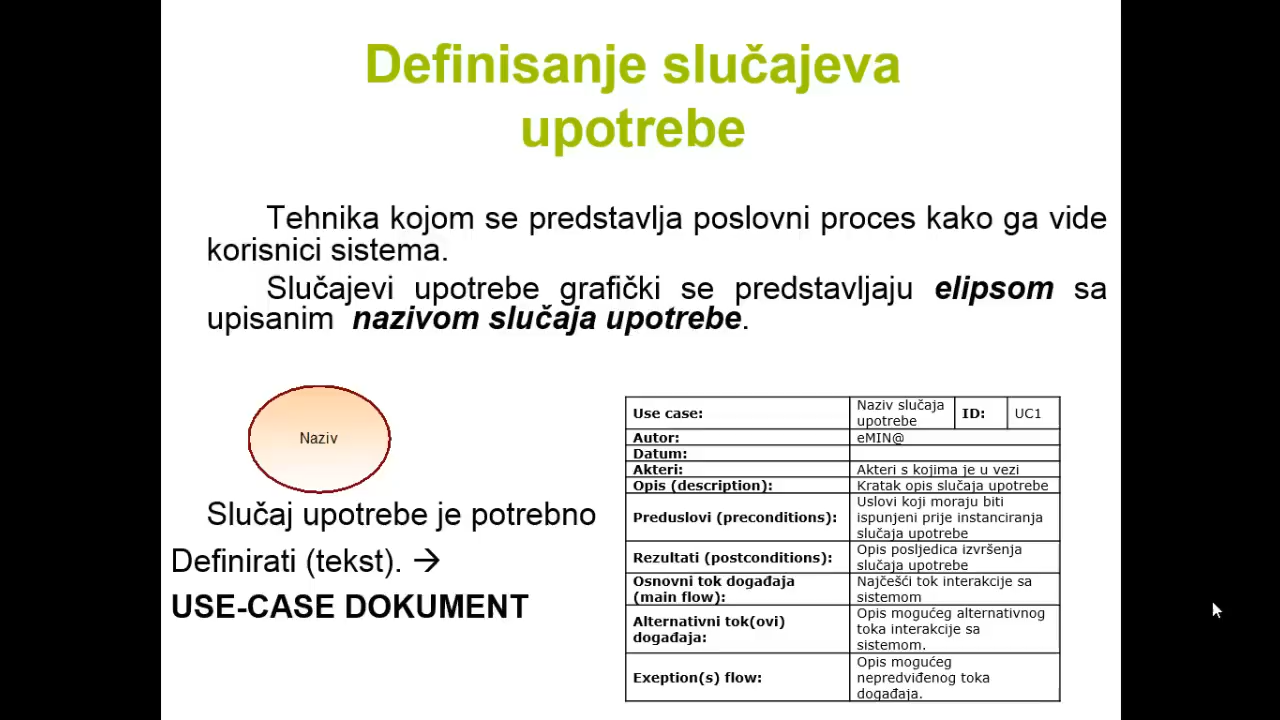 Definisanje slučajeva
upotrebe
Tehnika kojom se predstavlja poslovni proces kako ga vide
korisnici sistema.
Slučajevi upotrebe grafički se predstavljaju elipsom sa
upisanim nazivom slučaja upotrebe.
Naziv
Slučaj upotrebe je potrebno
Definirati (tekst). →
USE-CASE DOKUMENT
Use case: Naziv slučaja
upotrebe ID: UC1
Autor: eMIN@
Datum:
Akteri: Akteri s kojima je u vezi
Opis (description): Kratak opis slučaja upotrebe
Preduslovi (preconditions): Uslovi koji moraju biti
ispunjeni prije instanciranja
slučaja upotrebe
Rezultati (postconditions): Opis posljedica izvršenja
slučaja upotrebe
Osnovni tok događaja
(main flow): Najčešći tok interakcije sa
sistemom
Alternativni tok(ovi)
događaja: Opis mogućeg alternativnog
toka interakcije sa
sistemom.
Exeption(s) flow: Opis mogućeg
nepredviđenog toka
događaja.